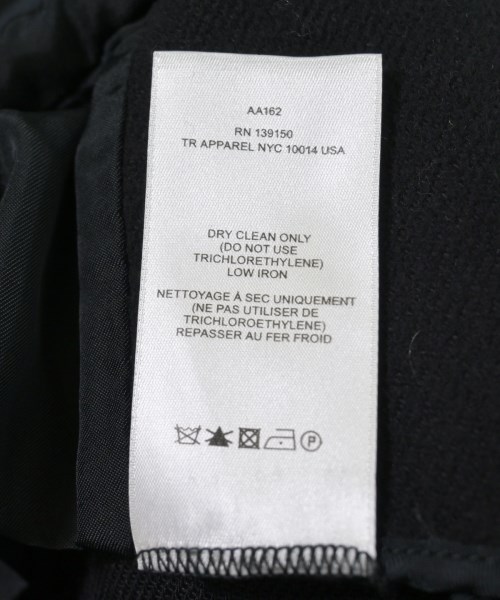 AA162
RN 139150
TR APPAREL NYC 10014 USA
DRY CLEAN ONLY
(DO NOT USE
TRICHLORETHYLENE)
LOW IRON
NETTOYAGE À SEC UNIQUEMENT
(NE PAS UTILISER DE
TRICHLOROETHYLENE)
REPASSER AU FER FROID
P